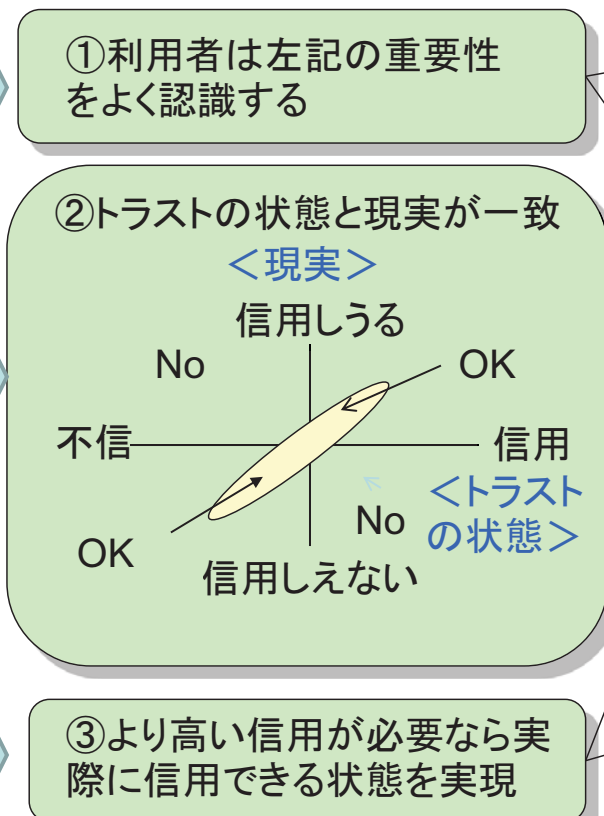 ①利用者は左記の重要性
をよく認識する
②トラストの状態と現実が一致
＜現実＞
信用しうる
No
OK
不信
信用
＜トラスト
の状態＞
No
OK
信用しえない
③より高い信用が必要なら実
際に信用できる状態を実現